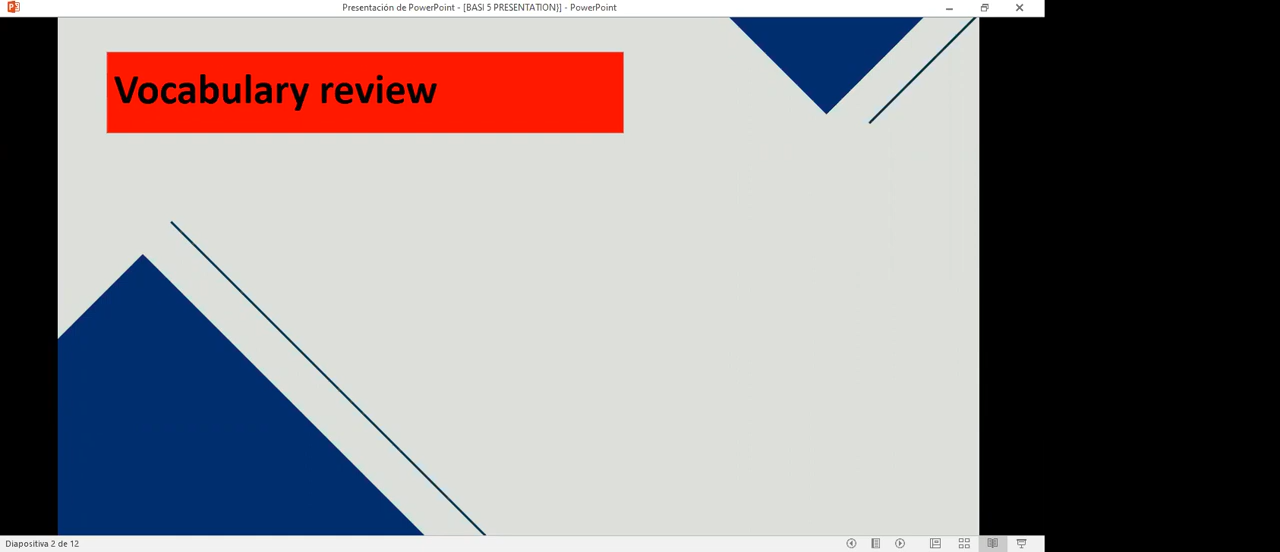 Presentación de PowerPoint - [BASI 5 PRESENTATION}] - PowerPoint
Vocabulary review
Diapositiva 2 de 12